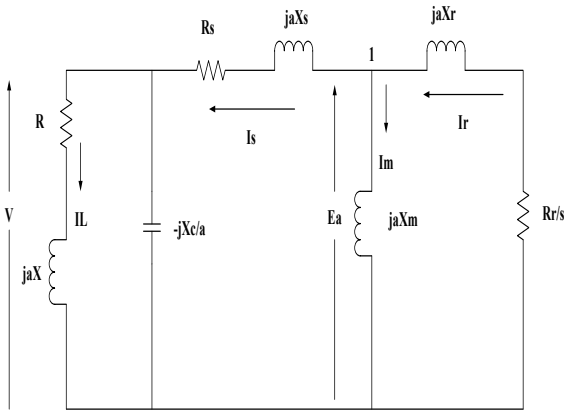 jaXs
jaXr
Rs
1
R
Is
Ir
Im
V
IL
-jXc/a
Ea
jaXm
Rr/s
jaX